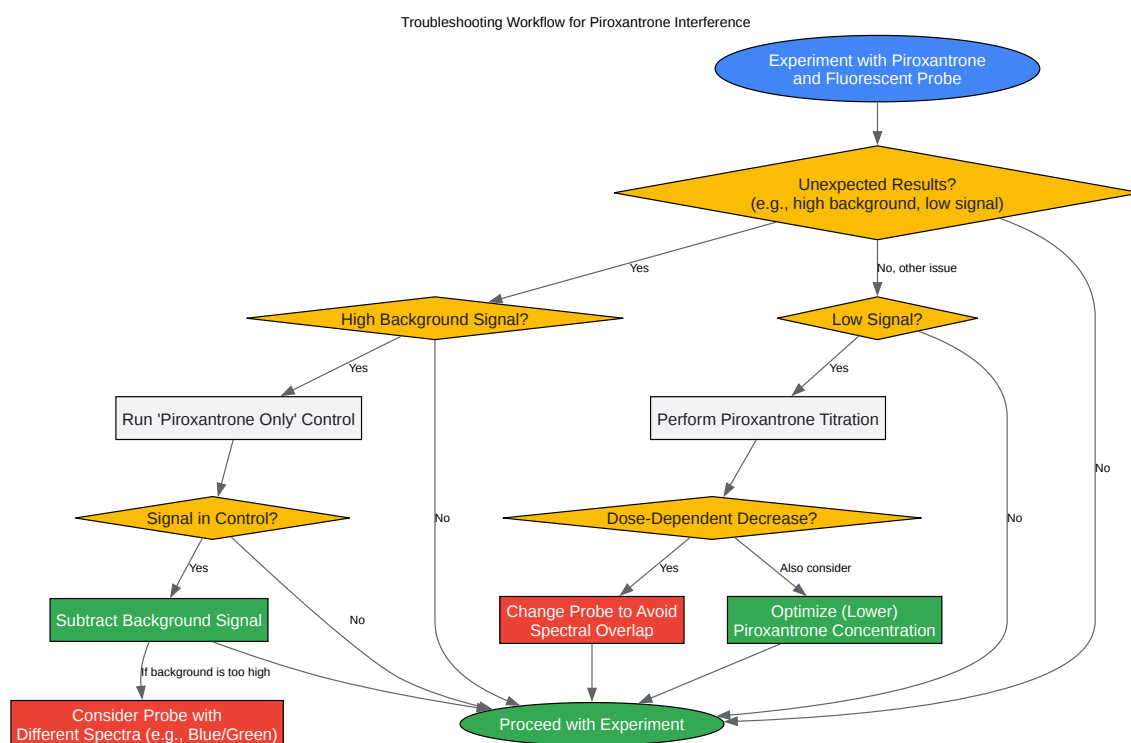 Troubleshooting Workflow for Piroxantrone Interference
Experiment with Piroxantrone
and Fluorescent Probe
Unexpected Results?
(e.g., high background, low signal)
Yes
No, other issue
No
High Background Signal?
Low Signal?
Yes
No
Yes
No
Run 'Piroxantrone Only' Control
Perform Piroxantrone Titration
Signal in Control?
Dose-Dependent Decrease?
Yes
No
Yes
Also consider
Subtract Background Signal
Change Probe to Avoid
Spectral Overlap
Optimize (Lower)
Piroxantrone Concentration
If background is too high
Consider Probe with
Different Spectra (e.g., Blue/Green)
Proceed with Experiment